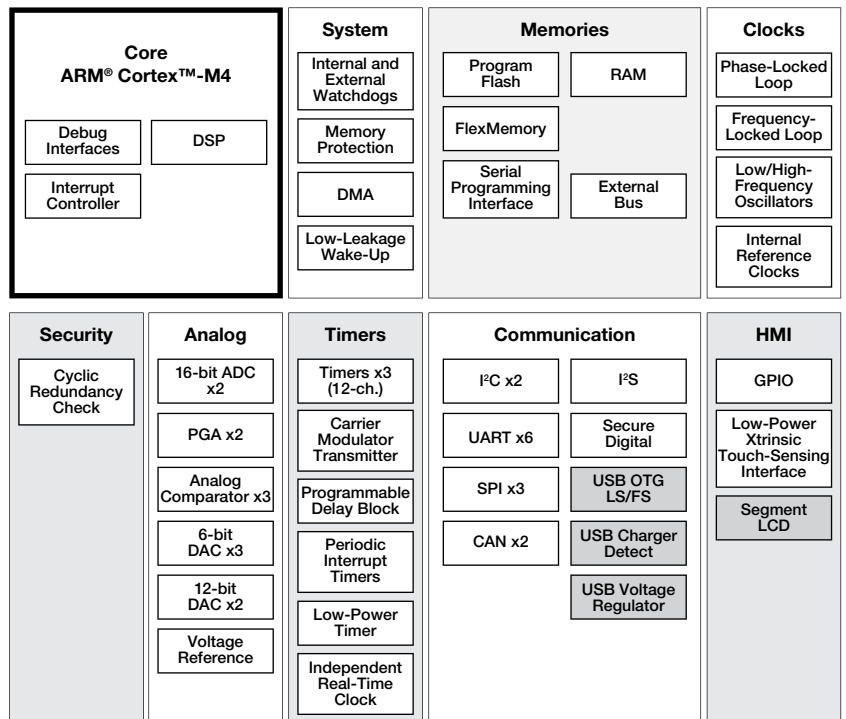 Core
ARM® Cortex™-M4
Debug
Interfaces
DSP
Interrupt
Controller
System
Internal and
External
Watchdogs
Memory
Protection
DMA
Low-Leakage
Wake-Up
Memories
Program
Flash
RAM
FlexMemory
Serial
Programming
Interface
External
Bus
Clocks
Phase-Locked
Loop
Frequency-
Locked Loop
Low/High-
Frequency
Oscillators
Internal
Reference
Clocks
Security
Cyclic
Redundancy
Check
Analog
16-bit ADC
x2
PGA x2
Analog
Comparator x3
6-bit
DAC x3
12-bit
DAC x2
Voltage
Reference
Timers
Timers x3
(12-ch.)
Carrier
Modulator
Transmitter
Programmable
Delay Block
Periodic
Interrupt
Timers
Low-Power
Timer
Independent
Real-Time
Clock
Communication
I²C x2
I²S
UART x6
Secure
Digital
SPI x3
USB OTG
LS/FS
CAN x2
USB Charger
Detect
USB Voltage
Regulator
HMI
GPIO
Low-Power
Xtrinsic
Touch-Sensing
Interface
Segment
LCD